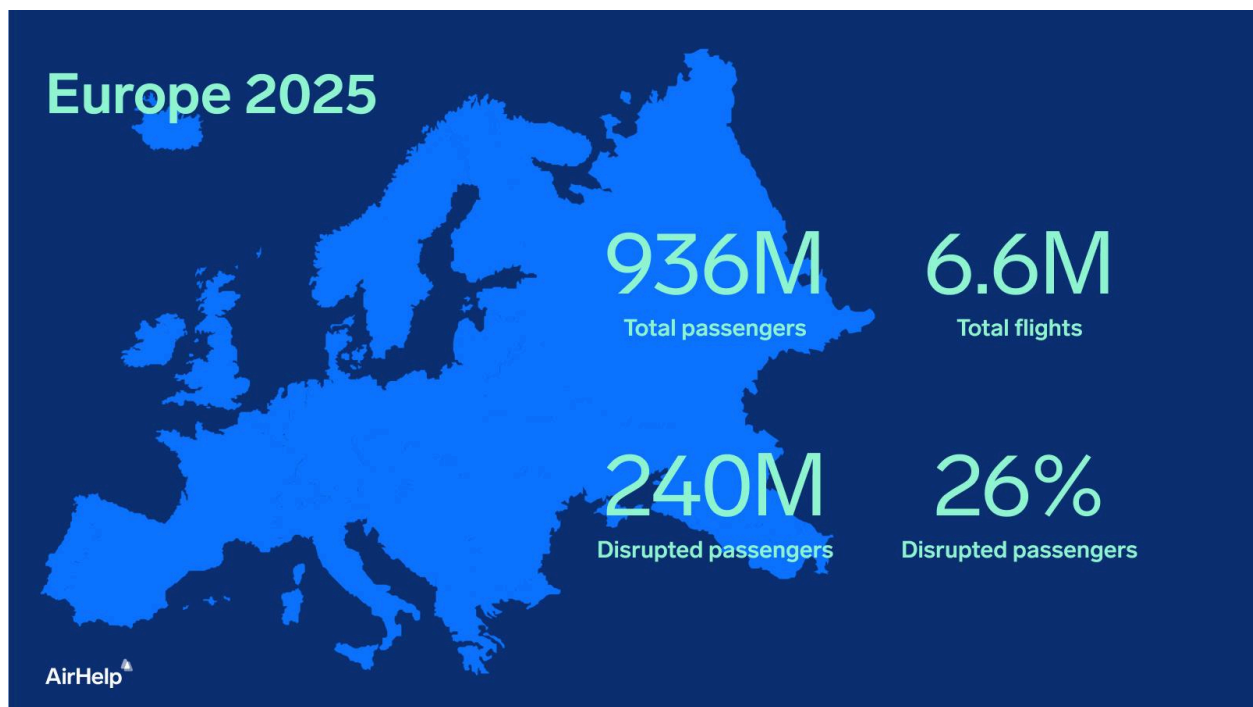 Europe 2025
936M
Total passengers
6.6M
Total flights
240M
Disrupted passengers
26%
Disrupted passengers
AirHelp